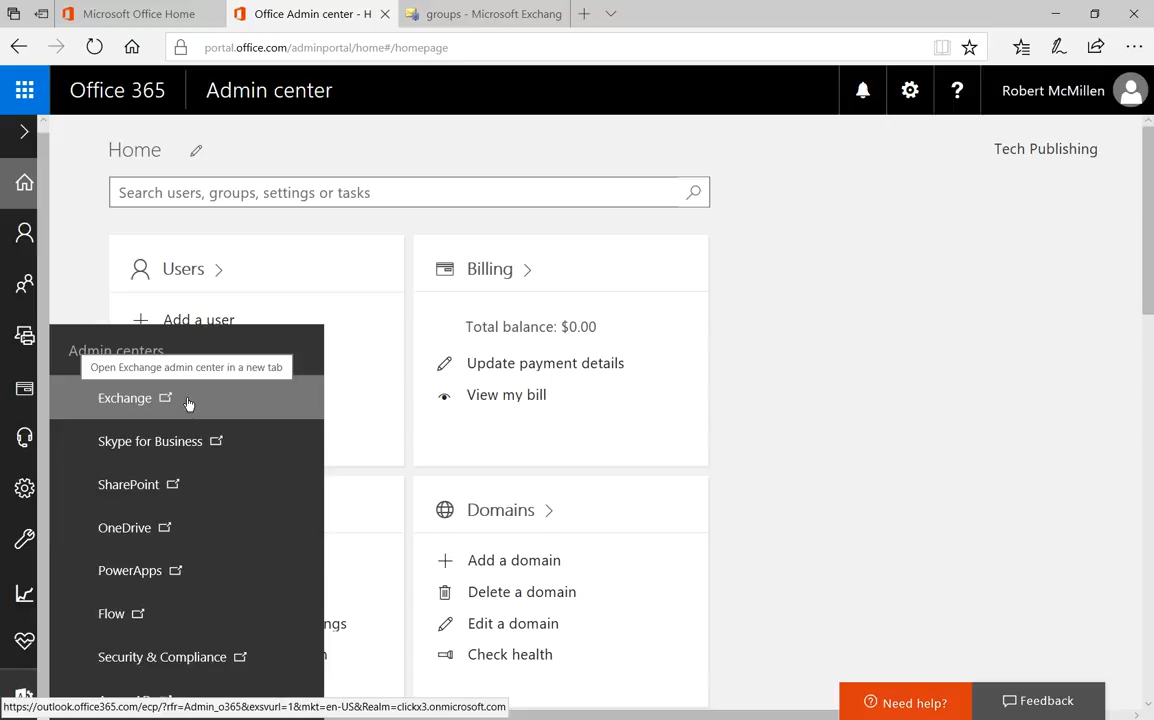 Microsoft Office Home
Office Admin center - H
groups - Microsoft Exchang
portal.office.com/adminportal/home#/homepage
Office 365
Admin center
Robert McMillen
Home
Tech Publishing
Search users, groups, settings or tasks
Users
Billing
Add a user
Total balance: $0.00
Update payment details
View my bill
Admin centers
Open Exchange admin center in a new tab
Exchange
Skype for Business
SharePoint
OneDrive
PowerApps
Flow
Security & Compliance
Domains
Add a domain
Delete a domain
Edit a domain
Check health
ngs
https://outlook.office365.com/ecp/?rfr=Admin_o365&exsvurl=1&mkt=en-US&Realm=clickx3.onmicrosoft.com
Need help?
Feedback